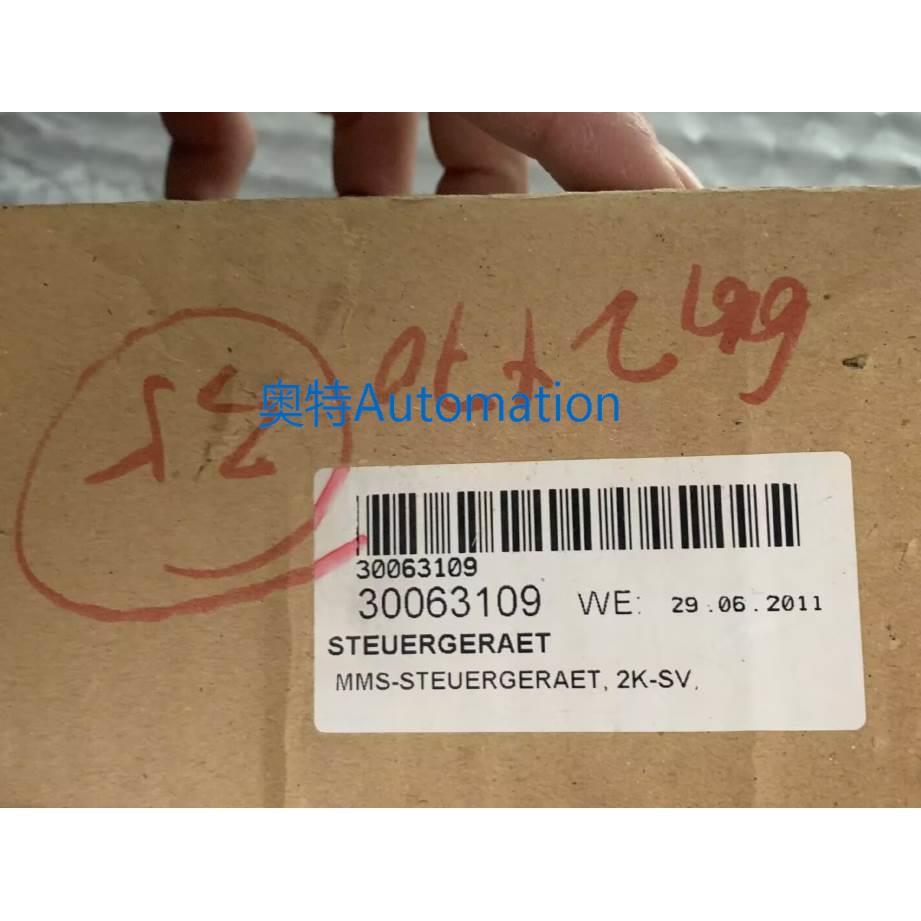 奥特Automation
30063109
30063109 WE: 29.06.2011
STEUERGERAET
MMS-STEUERGERAET, 2K-SV,